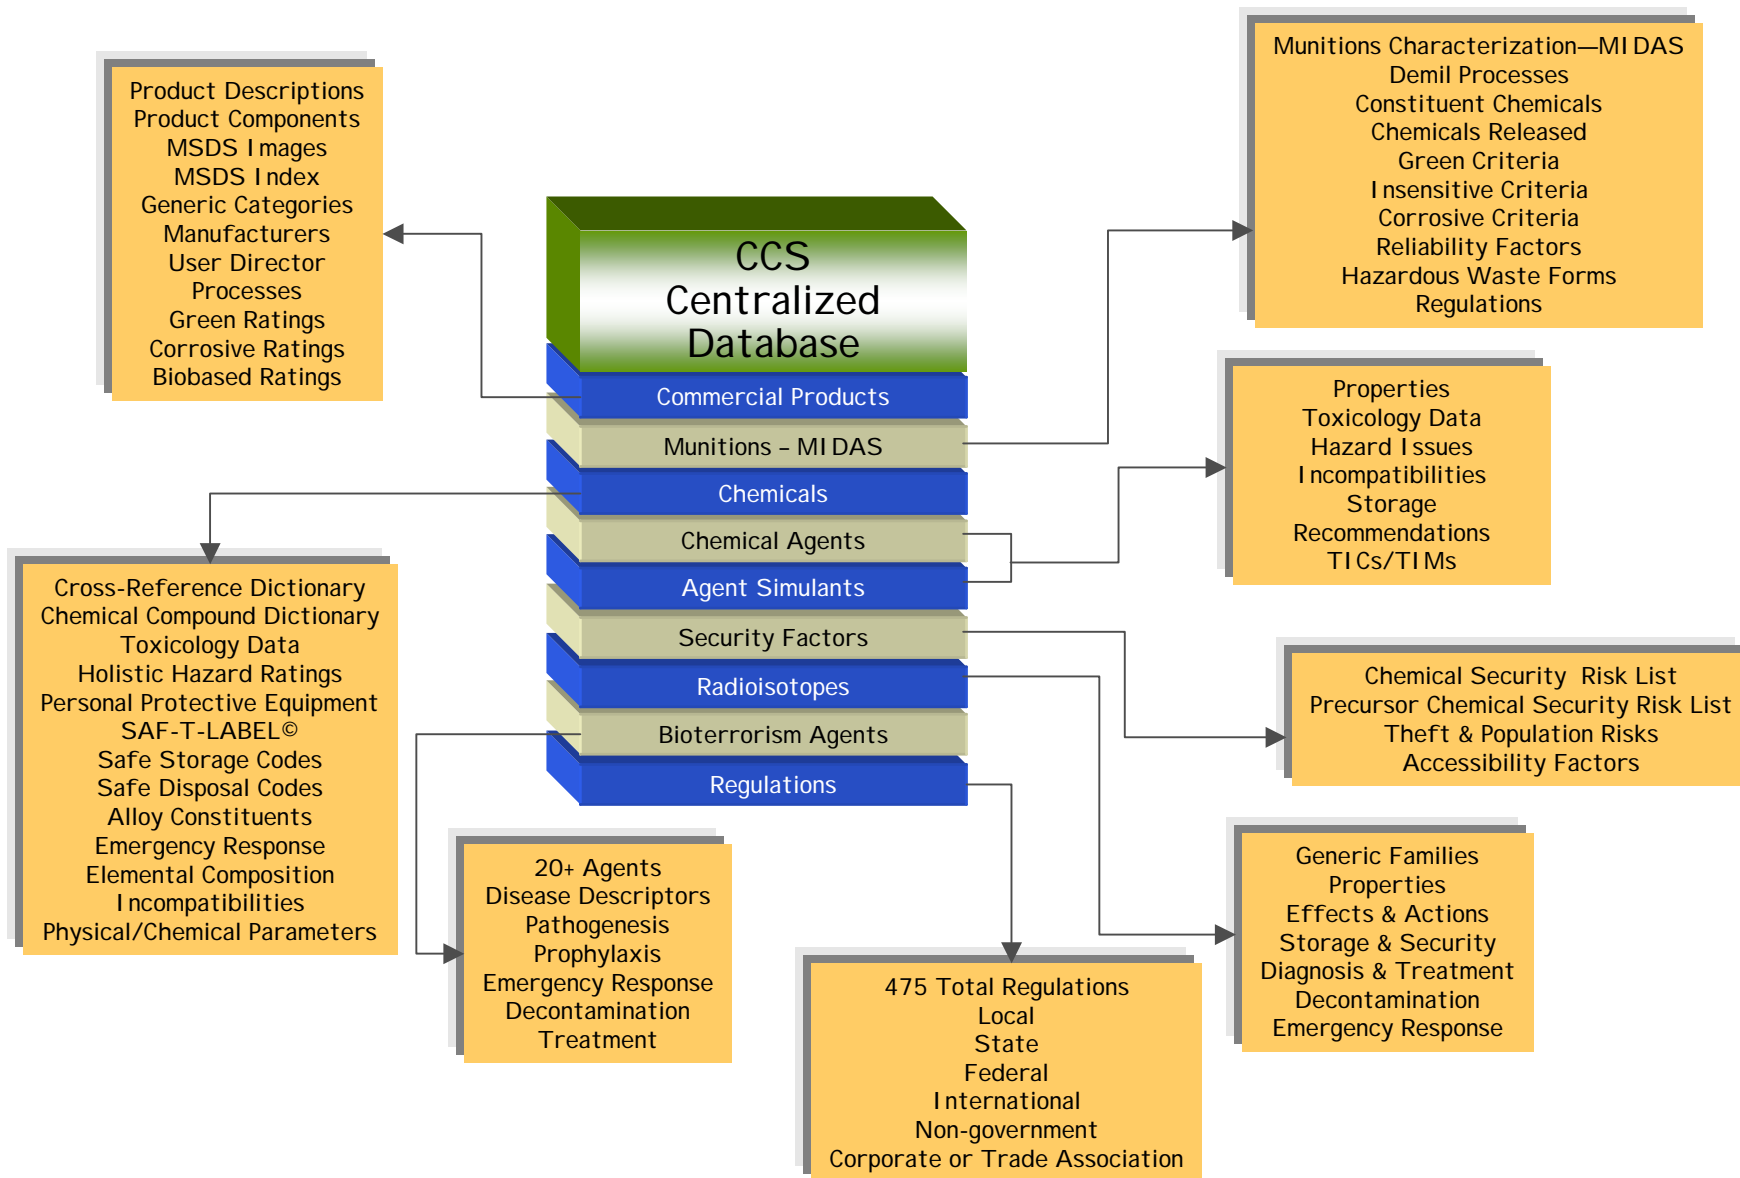 Product Descriptions
Product Components
MSDS Images
MSDS Index
Generic Categories
Manufacturers
User Director
Processes
Green Ratings
Corrosive Ratings
Biobased Ratings
Munitions Characterization—MIDAS
Demil Processes
Constituent Chemicals
Chemicals Released
Green Criteria
Insensitive Criteria
Corrosive Criteria
Reliability Factors
Hazardous Waste Forms
Regulations
CCS
Centralized
Database
Commercial Products
Munitions – MIDAS
Chemicals
Chemical Agents
Agent Simulants
Security Factors
Radioisotopes
Bioterrorism Agents
Regulations
Properties
Toxicology Data
Hazard Issues
Incompatibilities
Storage
Recommendations
TICs/TIMs
Cross-Reference Dictionary
Chemical Compound Dictionary
Toxicology Data
Holistic Hazard Ratings
Personal Protective Equipment
SAF-T-LABEL©
Safe Storage Codes
Safe Disposal Codes
Alloy Constituents
Emergency Response
Elemental Composition
Incompatibilities
Physical/Chemical Parameters
Chemical Security Risk List
Precursor Chemical Security Risk List
Theft & Population Risks
Accessibility Factors
20+ Agents
Disease Descriptors
Pathogenesis
Prophylaxis
Emergency Response
Decontamination
Treatment
Generic Families
Properties
Effects & Actions
Storage & Security
Diagnosis & Treatment
Decontamination
Emergency Response
475 Total Regulations
Local
State
Federal
International
Non-government
Corporate or Trade Association